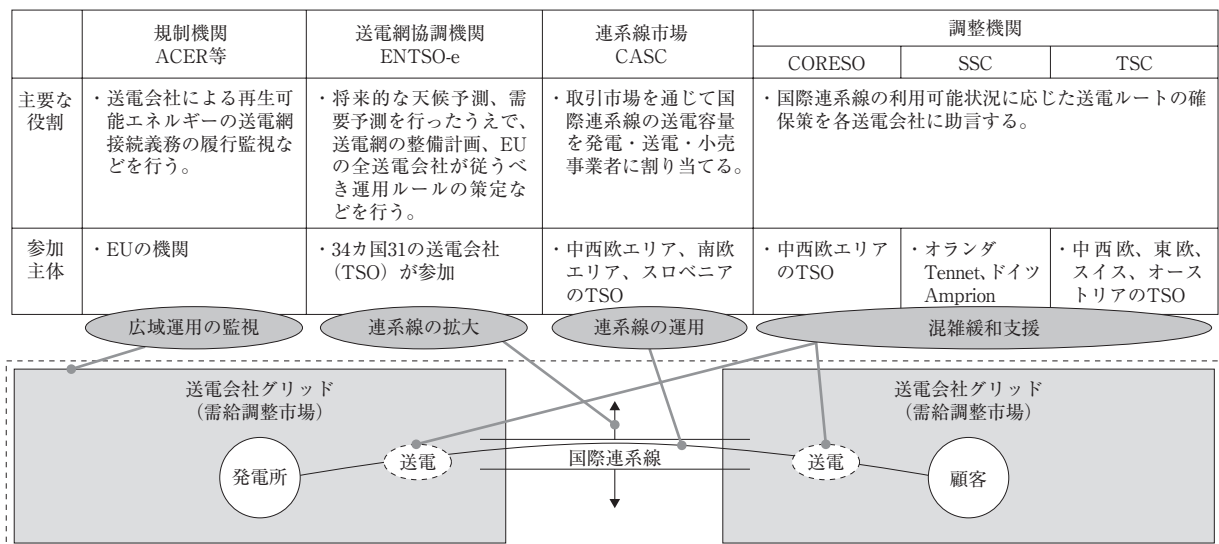 規制機関
ACER等
送電網協調機関
ENTSO-e
連系線市場
CASC
調整機関
CORESO
SSC
TSC
主要な
役割
・送電会社による再生可
能エネルギーの送電網
接続義務の履行監視な
どを行う。
・将来的な天候予測、需
要予測を行ったうえで、
送電網の整備計画、EU
の全送電会社が従うべ
き運用ルールの策定な
どを行う。
・取引市場を通じて国
際連系線の送電容量
を発電・送電・小売
事業者に割り当てる。
・国際連系線の利用可能状況に応じた送電ルートの確
保策を各送電会社に助言する。
参加
主体
・EUの機関
・34カ国31の送電会社
（TSO）が参加
・中西欧エリア、南欧
エリア、スロベニア
のTSO
・中西欧エリア
のTSO
・オランダ
Tennet、ドイツ
Amprion
・中西欧、東欧、
スイス、オース
トリアのTSO
広域運用の監視
連系線の拡大
連系線の運用
混雑緩和支援
送電会社グリッド
（需給調整市場）
送電会社グリッド
（需給調整市場）
発電所
送電
国際連系線
送電
顧客